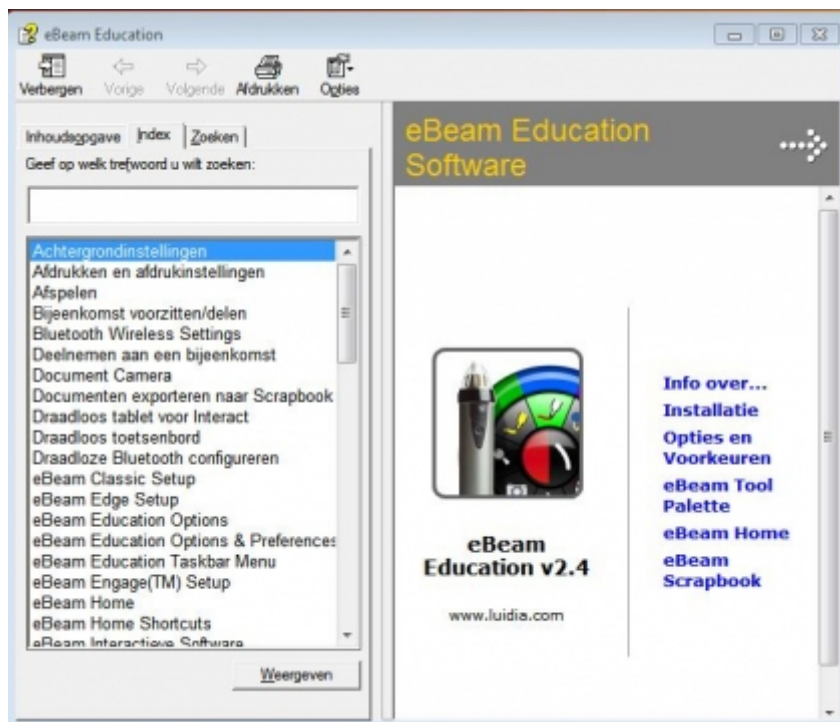 eBeam Education
Verbergen Vorige Volgende Afdrukken Opties
Inhoudsopgave Index Zoeken
Geef op welk trefwoord u wilt zoeken:
Achtergrondinstellingen
Afdrukken en afdrukinstellingen
Afspelen
Bijeenkomst voorzitten/delen
Bluetooth Wireless Settings
Deelnemen aan een bijeenkomst
Document Camera
Documenten exporteren naar Scrapbook
Draadloos tablet voor Interact
Draadloos toetsenbord
Draadloze Bluetooth configureren
eBeam Classic Setup
eBeam Edge Setup
eBeam Education Options
eBeam Education Options & Preferences
eBeam Education Taskbar Menu
eBeam Engage(TM) Setup
eBeam Home
eBeam Home Shortcuts
eBeam Interactieve Software
Weergeven
eBeam Education
Software
eBeam
Education v2.4
www.luidia.com
Info over...
Installatie
Opties en
Voorkeuren
eBeam Tool
Palette
eBeam Home
eBeam
Scrapbook